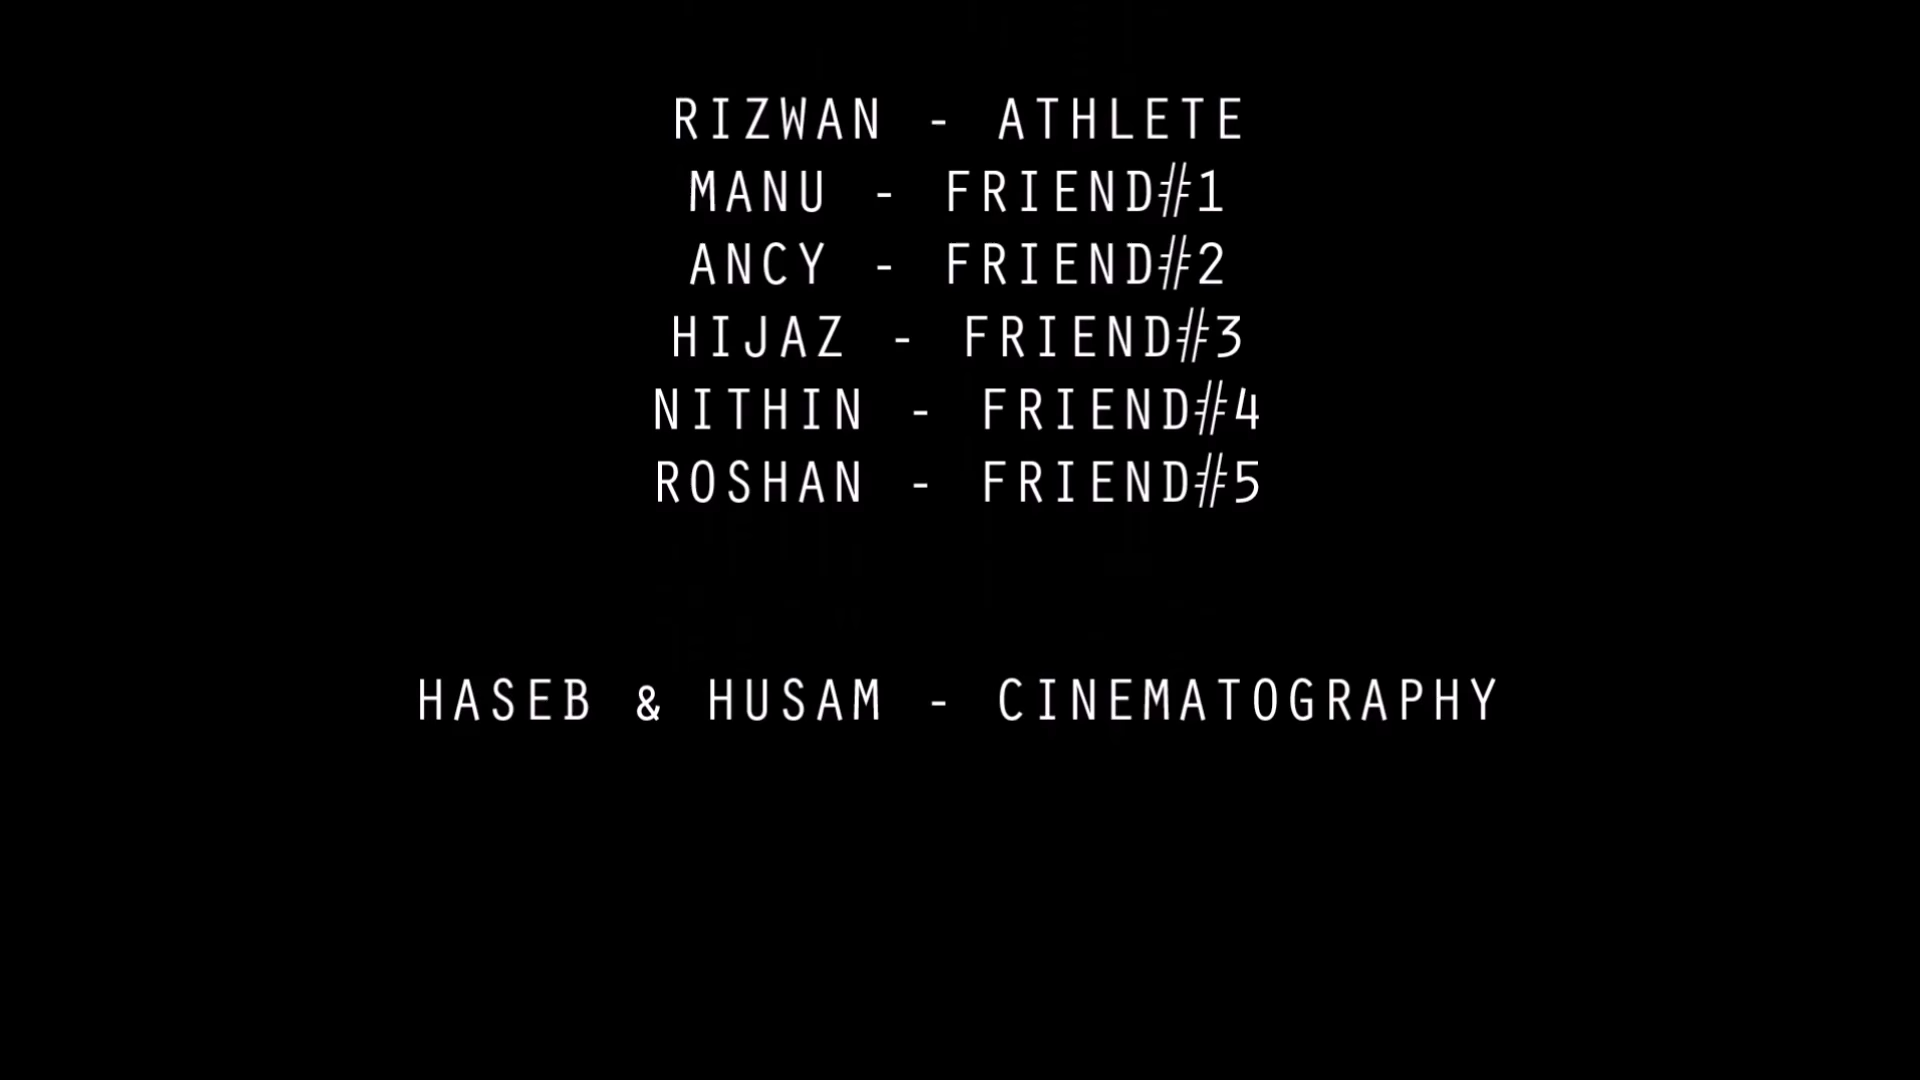 RIZWAN - ATHLETE
MANU - FRIEND#1
ANCY - FRIEND#2
HIJAZ - FRIEND#3
NITHIN - FRIEND#4
ROSHAN - FRIEND#5
HASEB & HUSAM - CINEMATOGRAPHY